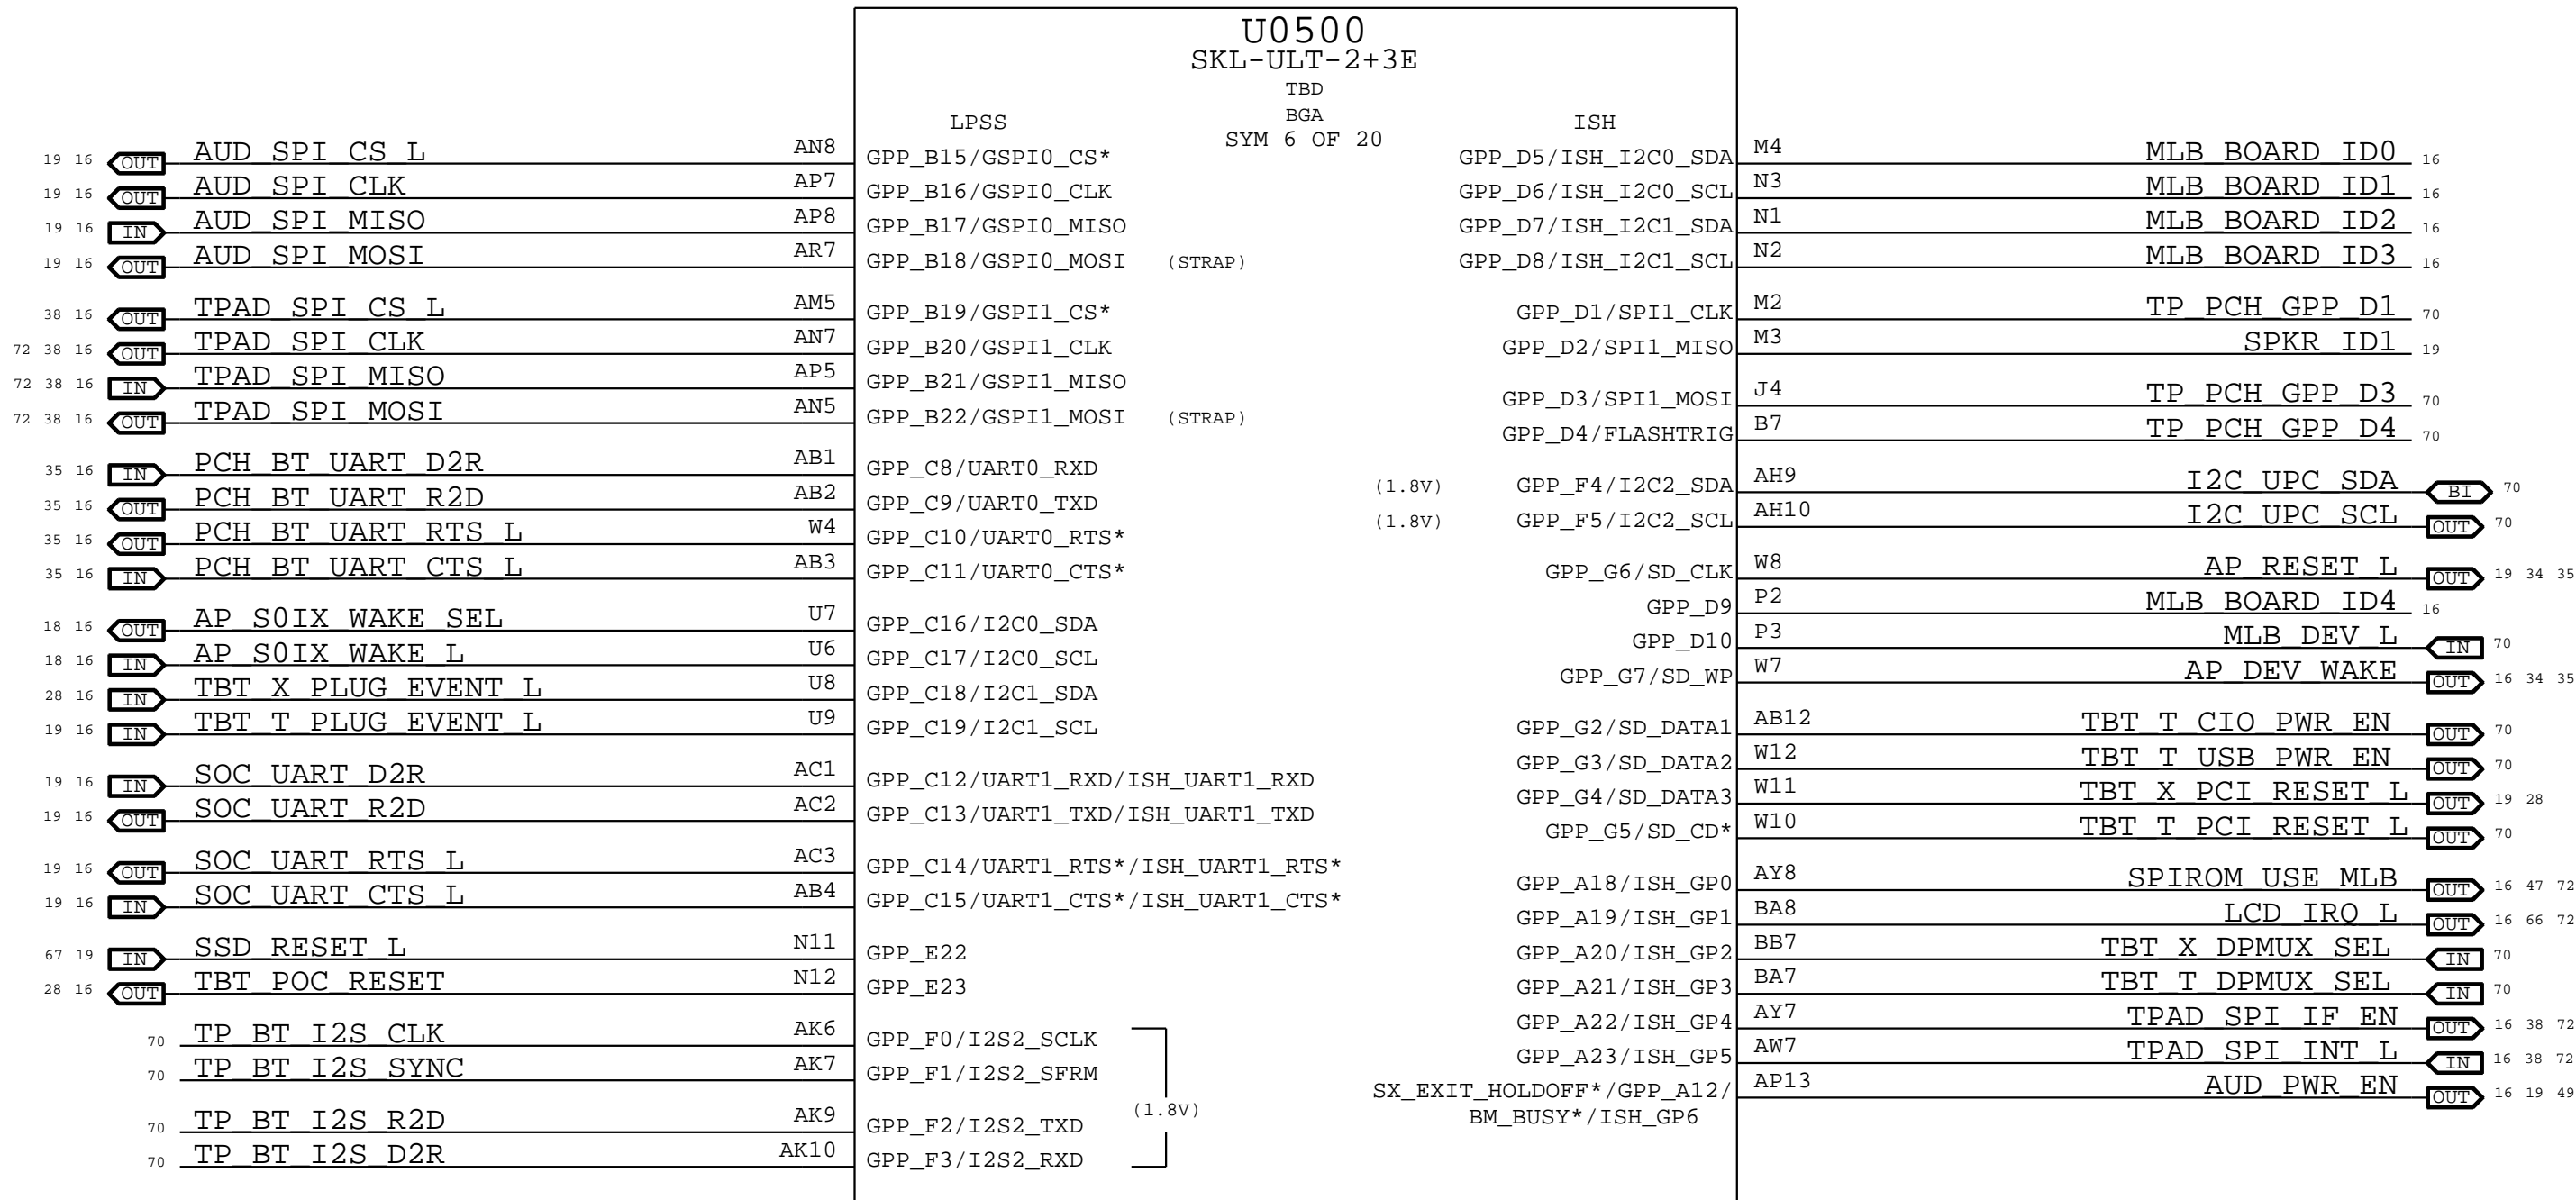 U0500
SKL-ULT-2+3E
TBD
BGA
SYM 6 OF 20
LPSS ISH
19 16 OUT AUD_SPI_CS_L AN8 GPP_B15/GSPI0_CS*
19 16 OUT AUD_SPI_CLK AP7 GPP_B16/GSPI0_CLK
19 16 IN AUD_SPI_MISO AP8 GPP_B17/GSPI0_MISO
19 16 OUT AUD_SPI_MOSI AR7 GPP_B18/GSPI0_MOSI (STRAP)
38 16 OUT TPAD_SPI_CS_L AM5 GPP_B19/GSPI1_CS*
72 38 16 OUT TPAD_SPI_CLK AN7 GPP_B20/GSPI1_CLK
72 38 16 IN TPAD_SPI_MISO AP5 GPP_B21/GSPI1_MISO
72 38 16 OUT TPAD_SPI_MOSI AN5 GPP_B22/GSPI1_MOSI (STRAP)
35 16 IN PCH_BT_UART_D2R AB1 GPP_C8/UART0_RXD
35 16 OUT PCH_BT_UART_R2D AB2 GPP_C9/UART0_TXD
35 16 OUT PCH_BT_UART_RTS_L W4 GPP_C10/UART0_RTS*
35 16 IN PCH_BT_UART_CTS_L AB3 GPP_C11/UART0_CTS*
18 16 OUT AP_S0IX_WAKE_SEL U7 GPP_C16/I2C0_SDA
18 16 IN AP_S0IX_WAKE_L U6 GPP_C17/I2C0_SCL
28 16 IN TBT_X_PLUG_EVENT_L U8 GPP_C18/I2C1_SDA
19 16 IN TBT_T_PLUG_EVENT_L U9 GPP_C19/I2C1_SCL
19 16 IN SOC_UART_D2R AC1 GPP_C12/UART1_RXD/ISH_UART1_RXD
19 16 OUT SOC_UART_R2D AC2 GPP_C13/UART1_TXD/ISH_UART1_TXD
19 16 OUT SOC_UART_RTS_L AC3 GPP_C14/UART1_RTS*/ISH_UART1_RTS*
19 16 IN SOC_UART_CTS_L AB4 GPP_C15/UART1_CTS*/ISH_UART1_CTS*
67 19 IN SSD_RESET_L N11 GPP_E22
28 16 OUT TBT_POC_RESET N12 GPP_E23
70 TP_BT_I2S_CLK AK6 GPP_F0/I2S2_SCLK
70 TP_BT_I2S_SYNC AK7 GPP_F1/I2S2_SFRM
(1.8V)
70 TP_BT_I2S_R2D AK9 GPP_F2/I2S2_TXD
70 TP_BT_I2S_D2R AK10 GPP_F3/I2S2_RXD
GPP_D5/ISH_I2C0_SDA M4 MLB_BOARD_ID0 16
GPP_D6/ISH_I2C0_SCL N3 MLB_BOARD_ID1 16
GPP_D7/ISH_I2C1_SDA N1 MLB_BOARD_ID2 16
GPP_D8/ISH_I2C1_SCL N2 MLB_BOARD_ID3 16
GPP_D1/SPI1_CLK M2 TP_PCH_GPP_D1 70
GPP_D2/SPI1_MISO M3 SPKR_ID1 19
GPP_D3/SPI1_MOSI J4 TP_PCH_GPP_D3 70
GPP_D4/FLASHTRIG B7 TP_PCH_GPP_D4 70
(1.8V) GPP_F4/I2C2_SDA AH9 I2C_UPC_SDA BI 70
(1.8V) GPP_F5/I2C2_SCL AH10 I2C_UPC_SCL OUT 70
GPP_G6/SD_CLK W8 AP_RESET_L OUT 19 34 35
GPP_D9 P2 MLB_BOARD_ID4 16
GPP_D10 P3 MLB_DEV_L IN 70
GPP_G7/SD_WP W7 AP_DEV_WAKE OUT 16 34 35
GPP_G2/SD_DATA1 AB12 TBT_T_CIO_PWR_EN OUT 70
GPP_G3/SD_DATA2 W12 TBT_T_USB_PWR_EN OUT 70
GPP_G4/SD_DATA3 W11 TBT_X_PCI_RESET_L OUT 19 28
GPP_G5/SD_CD* W10 TBT_T_PCI_RESET_L OUT 70
GPP_A18/ISH_GP0 AY8 SPIROM_USE_MLB OUT 16 47 72
GPP_A19/ISH_GP1 BA8 LCD_IRQ_L OUT 16 66 72
GPP_A20/ISH_GP2 BB7 TBT_X_DPMUX_SEL IN 70
GPP_A21/ISH_GP3 BA7 TBT_T_DPMUX_SEL IN 70
GPP_A22/ISH_GP4 AY7 TPAD_SPI_IF_EN OUT 16 38 72
GPP_A23/ISH_GP5 AW7 TPAD_SPI_INT_L IN 16 38 72
SX_EXIT_HOLDOFF*/GPP_A12/ AP13 AUD_PWR_EN OUT 16 19 49
BM_BUSY*/ISH_GP6